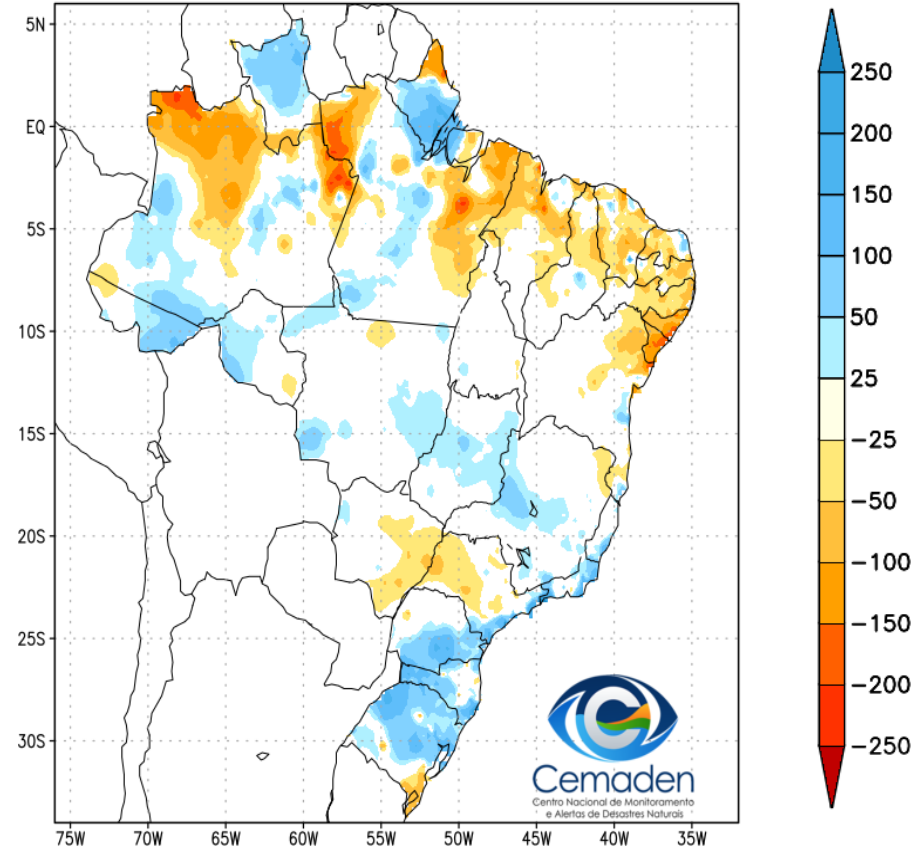 5N
EQ
5S
10S
15S
20S
25S
30S
75W 70W 65W 60W 55W 50W 45W 40W 35W
250
200
150
100
50
25
−25
−50
−100
−150
−200
−250
Cemaden
Centro Nacional de Monitoramento
e Alertas de Desastres Naturais